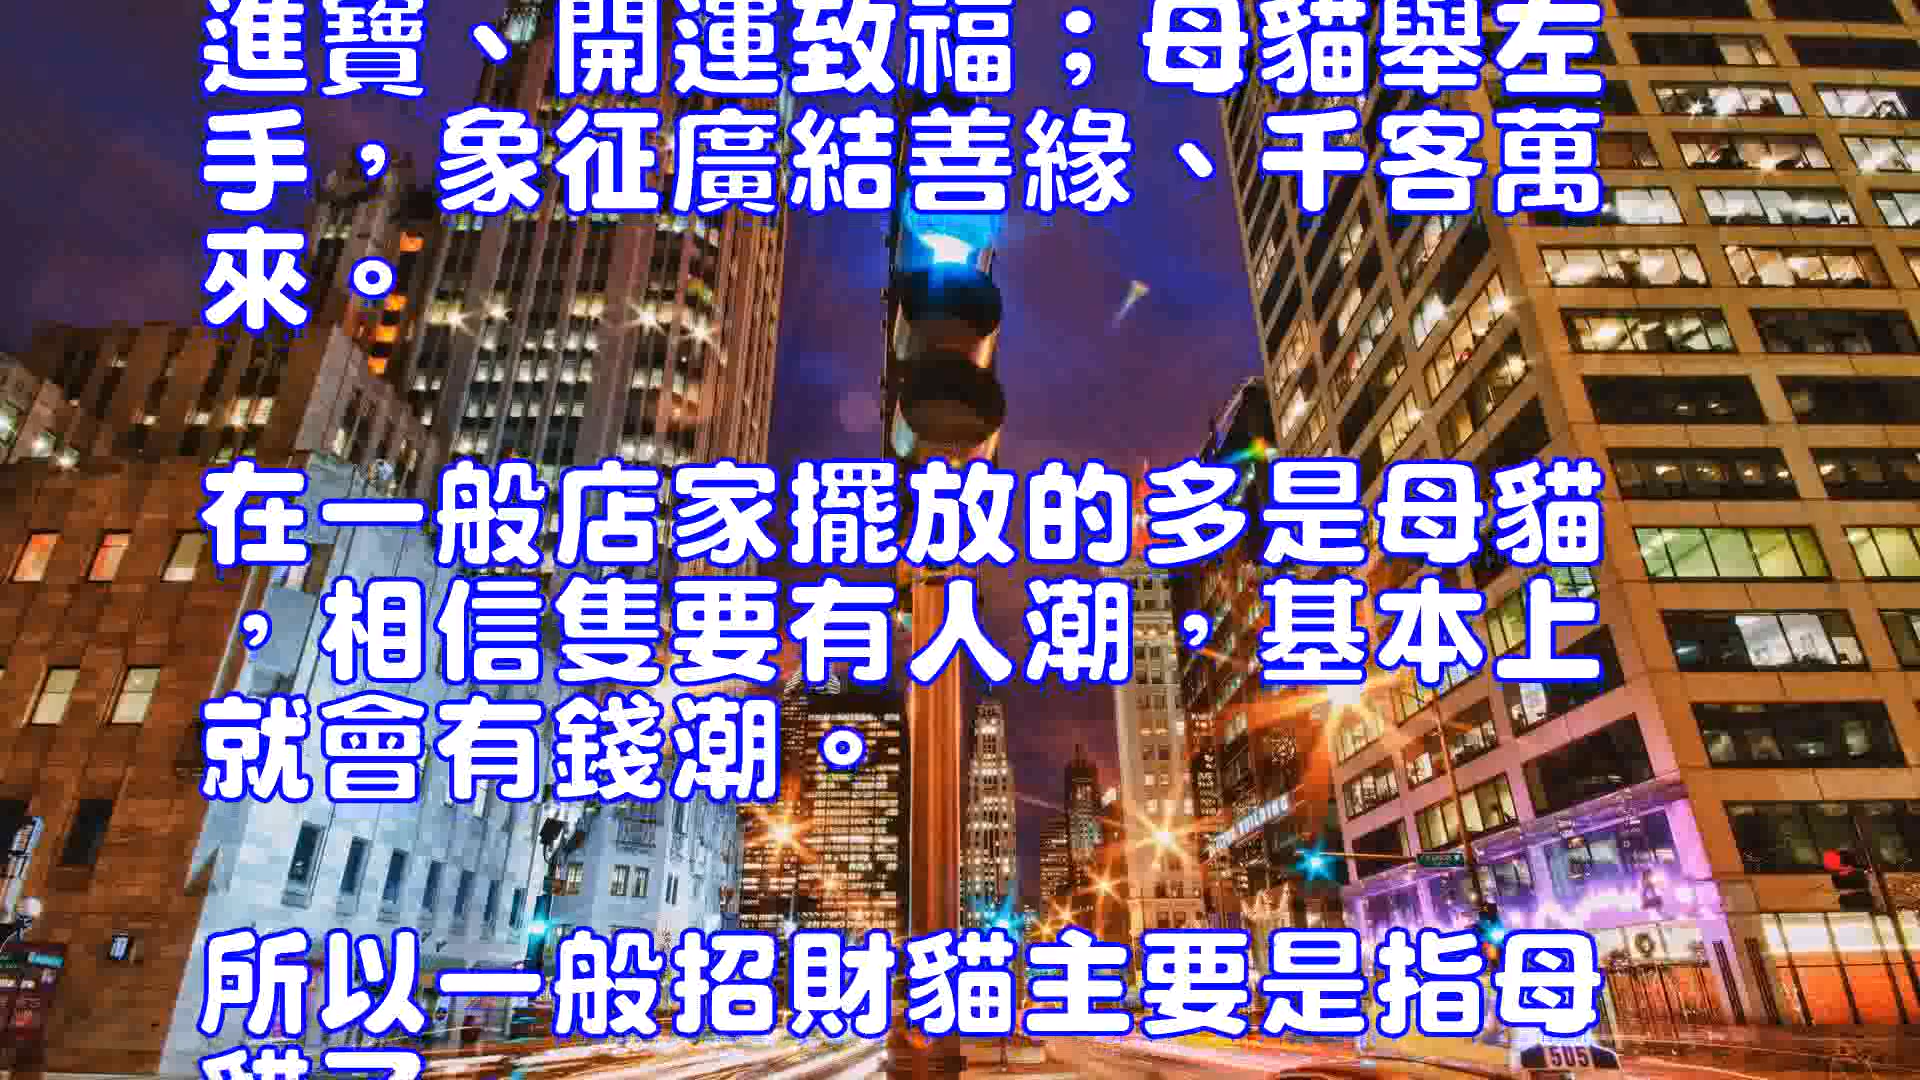 進寶、開運致福；母貓舉左
手，象征廣結善緣、千客萬
來。
在一般店家擺放的多是母貓
，相信隻要有人潮，基本上
就會有錢潮。
所以一般招財貓主要是指母
貓了
505